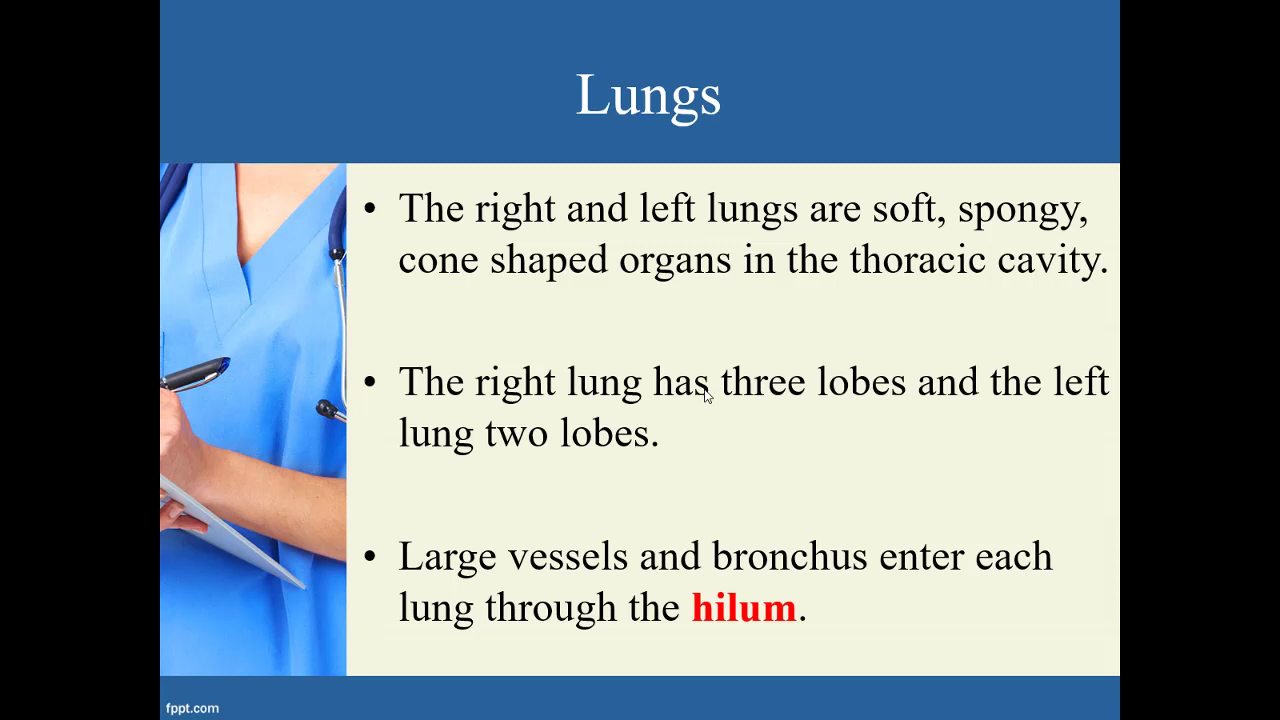 Lungs
• The right and left lungs are soft, spongy,
cone shaped organs in the thoracic cavity.
• The right lung has three lobes and the left
lung two lobes.
• Large vessels and bronchus enter each
lung through the hilum.
fppt.com